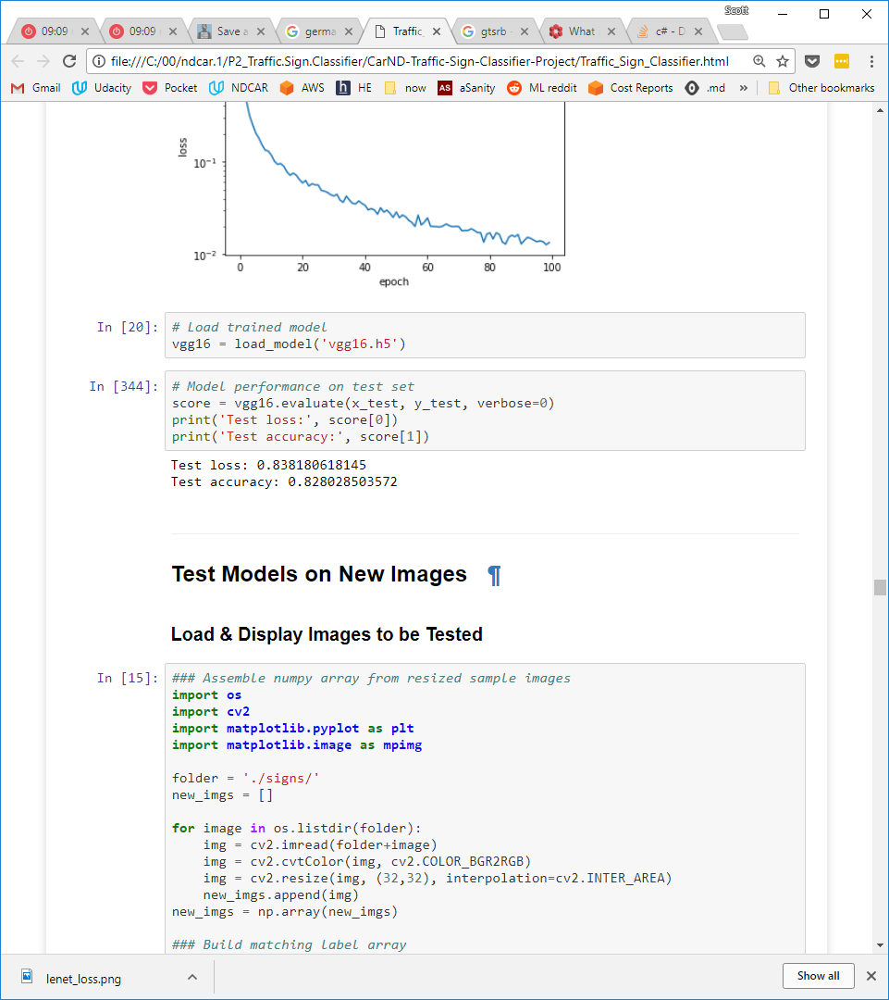 Scott
09:09
09:09
Save a
germa
Traffic_
gtsrb -
What
c# - D
file:///C:/00/ndcar.1/P2_Traffic.Sign.Classifier/CarND-Traffic-Sign-Classifier-Project/Traffic_Sign_Classifier.html
Gmail Udacity Pocket NDCAR AWS h HE now AS aSanity ML reddit Cost Reports .md » Other bookmarks
loss
10⁻¹
10⁻²
0 20 40 60 80 100
epoch
In [20]:
# Load trained model
vgg16 = load_model('vgg16.h5')
In [344]:
# Model performance on test set
score = vgg16.evaluate(x_test, y_test, verbose=0)
print('Test loss:', score[0])
print('Test accuracy:', score[1])
Test loss: 0.838180618145
Test accuracy: 0.828028503572
Test Models on New Images ¶
Load & Display Images to be Tested
In [15]:
### Assemble numpy array from resized sample images
import os
import cv2
import matplotlib.pyplot as plt
import matplotlib.image as mpimg
folder = './signs/'
new_imgs = []
for image in os.listdir(folder):
    img = cv2.imread(folder+image)
    img = cv2.cvtColor(img, cv2.COLOR_BGR2RGB)
    img = cv2.resize(img, (32,32), interpolation=cv2.INTER_AREA)
    new_imgs.append(img)
new_imgs = np.array(new_imgs)
### Build matching label array
lenet_loss.png
Show all